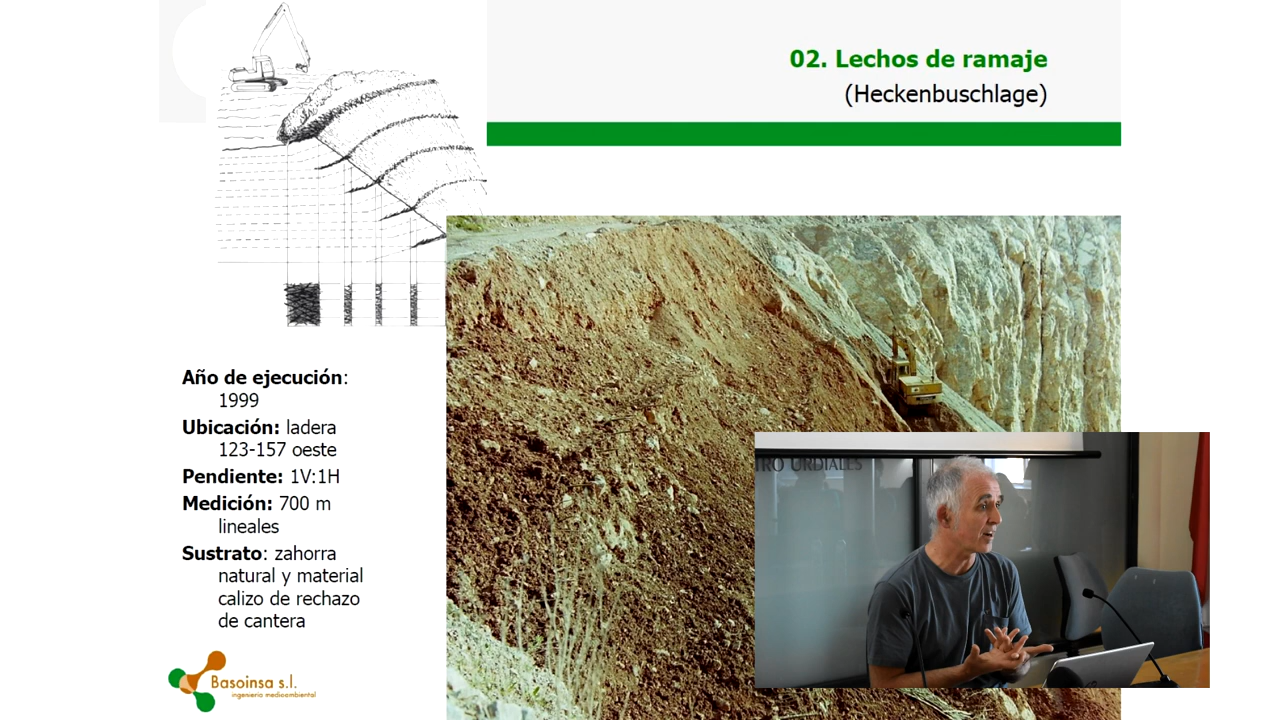 02. Lechos de ramaje
(Heckenbuschlage)
Año de ejecución:
1999
Ubicación: ladera
123-157 oeste
Pendiente: 1V:1H
Medición: 700 m
lineales
Sustrato: zahorra
natural y material
calizo de rechazo
de cantera
Basoinsa s.l.
ingeniería medioambiental
TRO URDIALES